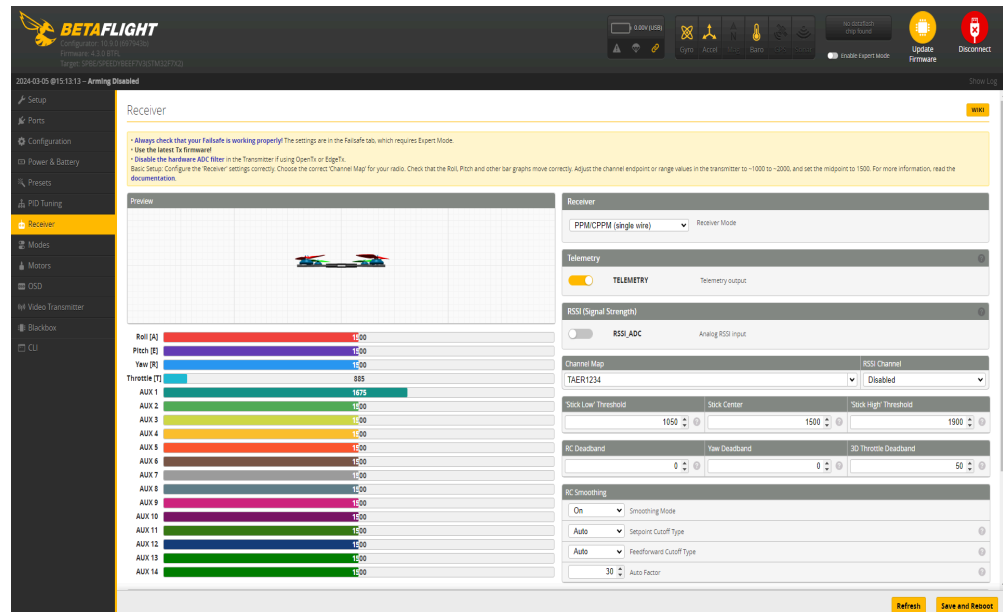 BETAFLIGHT
Configurator: 10.9.0 (697943b)
Firmware: 4.3.0 BTFL
Target: SPBE/SPEEDYBEEF7V3(STM32F7X2)
0.00V (USB)
Gyro Accel Baro
No dataflash
chip found
Enable Expert Mode
Update
Firmware
Disconnect
2024-03-05 @15:13:13 -- Arming Disabled
Show Log
Setup
Ports
Configuration
Power & Battery
Presets
PID Tuning
Receiver
Modes
Motors
OSD
Video Transmitter
Blackbox
CLI
Receiver
WIKI
• Always check that your Failsafe is working properly! The settings are in the Failsafe tab, which requires Expert Mode.
• Use the latest Tx firmware!
• Disable the hardware ADC filter in the Transmitter if using OpenTx or EdgeTx.
Basic Setup: Configure the 'Receiver' settings correctly. Choose the correct 'Channel Map' for your radio. Check that the Roll, Pitch and other bar graphs move correctly. Adjust the channel endpoint or range values in the transmitter to ~1000 to ~2000, and set the midpoint to 1500. For more information, read the
documentation.
Preview
Roll [A] 1500
Pitch [E] 1500
Yaw [R] 1500
Throttle [T] 885
AUX 1 1675
AUX 2 1500
AUX 3 1500
AUX 4 1500
AUX 5 1500
AUX 6 1500
AUX 7 1500
AUX 8 1500
AUX 9 1500
AUX 10 1500
AUX 11 1500
AUX 12 1500
AUX 13 1500
AUX 14 1500
Receiver
PPM/CPPM (single wire) Receiver Mode
Telemetry
TELEMETRY Telemetry output
RSSI (Signal Strength)
RSSI_ADC Analog RSSI input
Channel Map RSSI Channel
TAER1234 Disabled
'Stick Low' Threshold Stick Center 'Stick High' Threshold
1050 1500 1900
RC Deadband Yaw Deadband 3D Throttle Deadband
0 0 50
RC Smoothing
On Smoothing Mode
Auto Setpoint Cutoff Type
Auto Feedforward Cutoff Type
30 Auto Factor
Refresh Save and Reboot